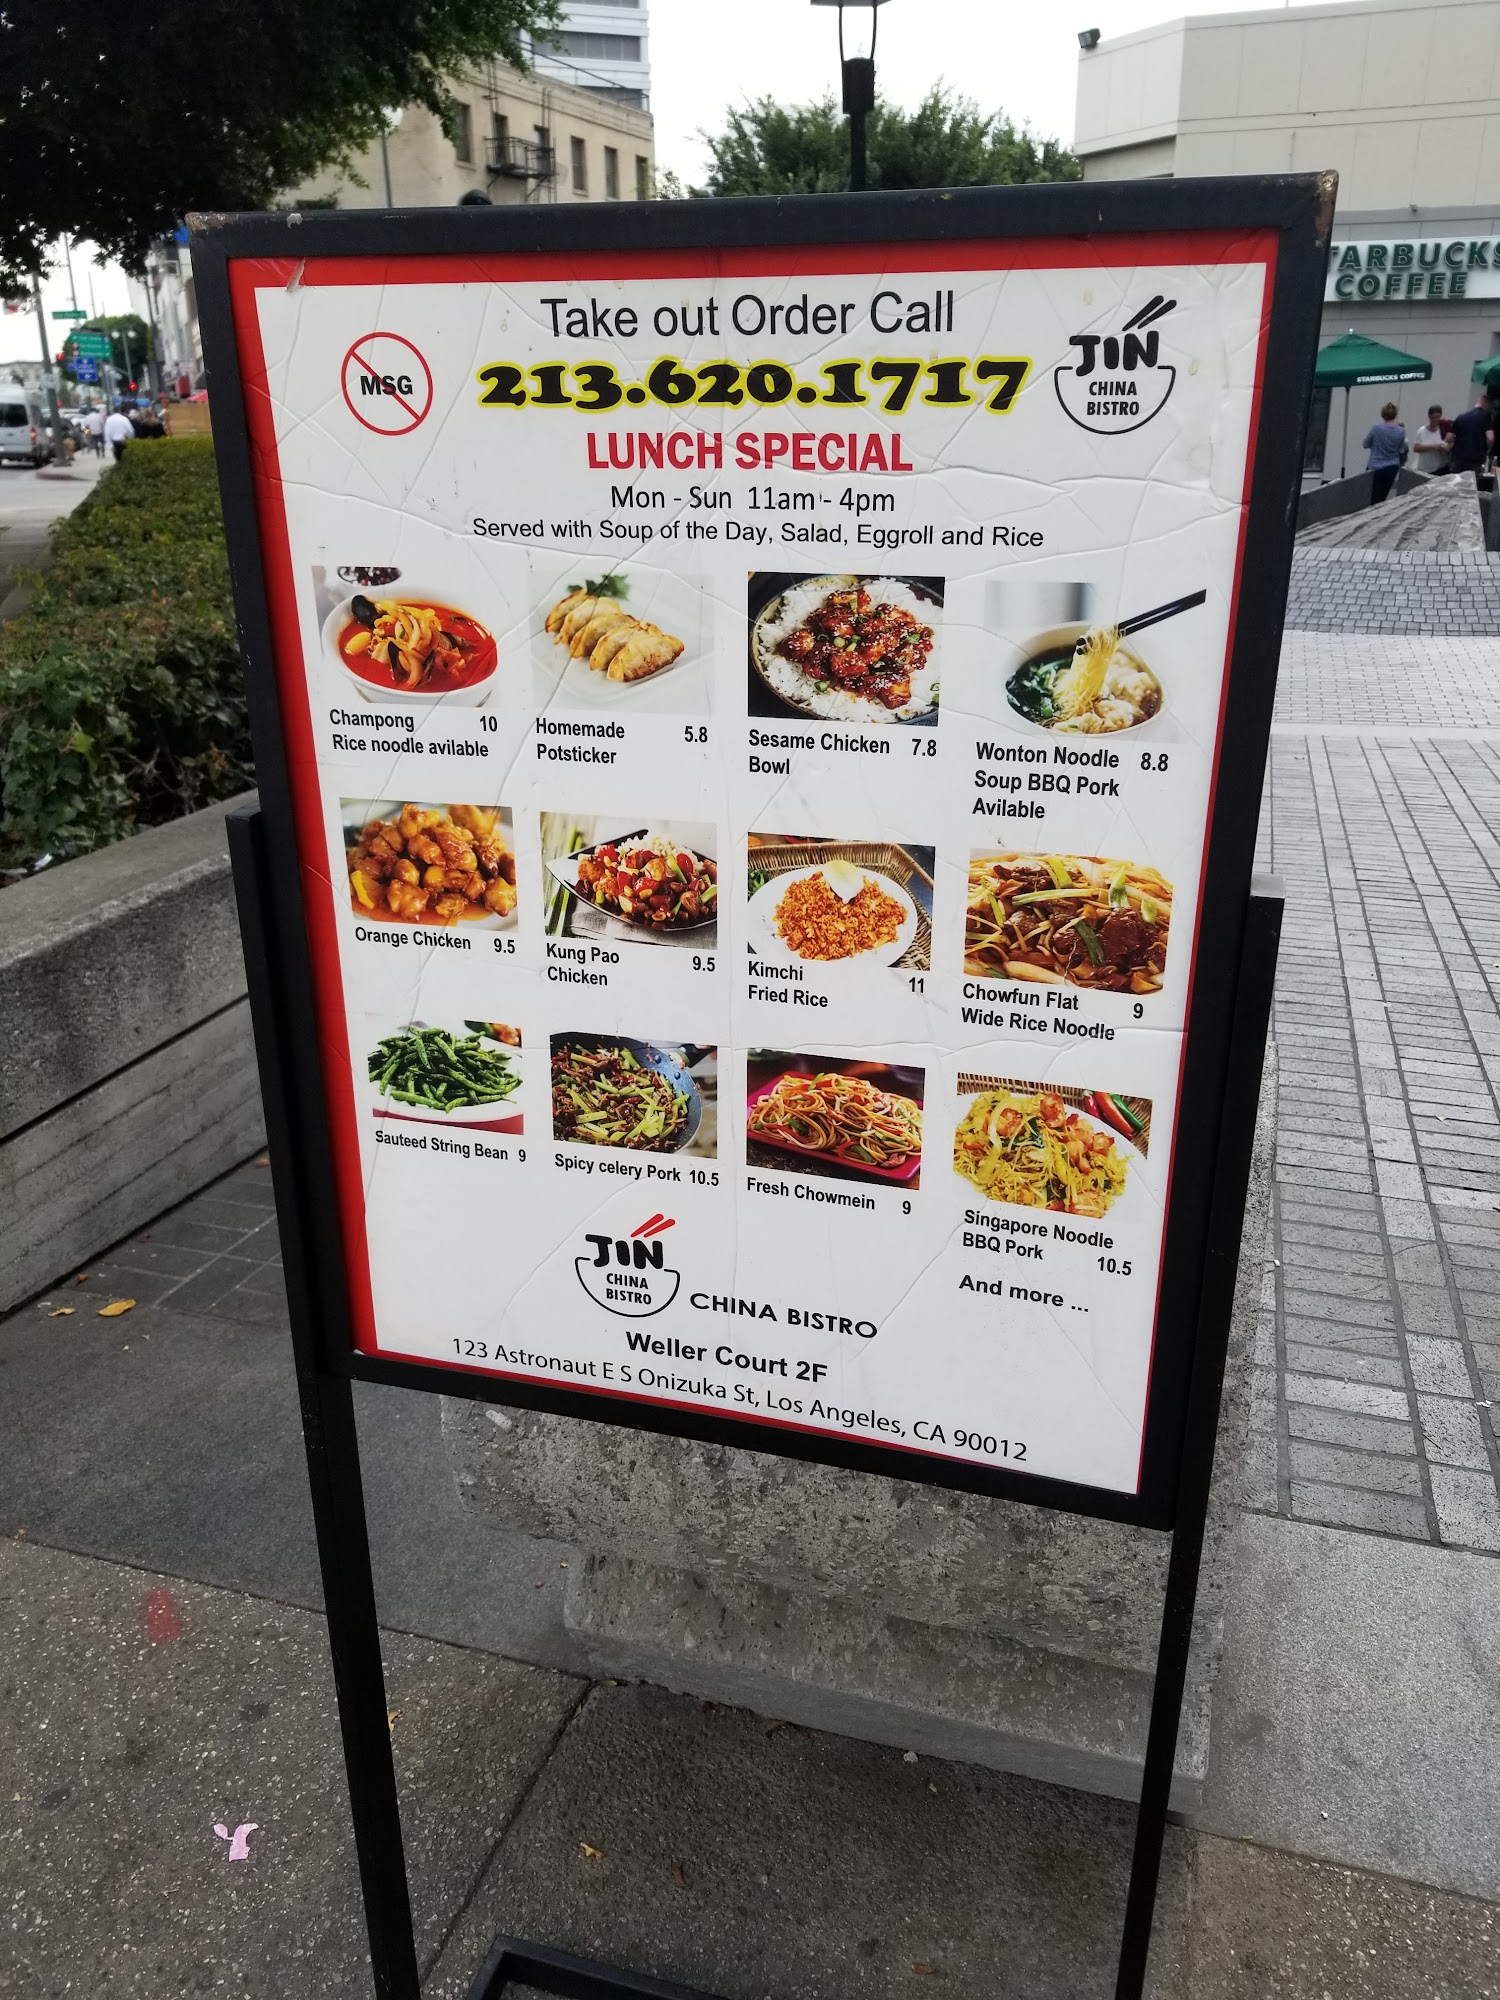 STARBUCKS
COFFEE
STARBUCKS COFFEE
Take out Order Call
MSG
213.620.1717
JIN
CHINA
BISTRO
LUNCH SPECIAL
Mon - Sun 11am - 4pm
Served with Soup of the Day, Salad, Eggroll and Rice
Champong 10
Rice noodle avilable
Homemade 5.8
Potsticker
Sesame Chicken 7.8
Bowl
Wonton Noodle 8.8
Soup BBQ Pork
Avilable
Orange Chicken 9.5
Kung Pao 9.5
Chicken
Kimchi 11
Fried Rice
Chowfun Flat 9
Wide Rice Noodle
Sauteed String Bean 9
Spicy celery Pork 10.5
Fresh Chowmein 9
Singapore Noodle
BBQ Pork 10.5
And more ...
JIN
CHINA
BISTRO
CHINA BISTRO
Weller Court 2F
123 Astronaut E S Onizuka St, Los Angeles, CA 90012